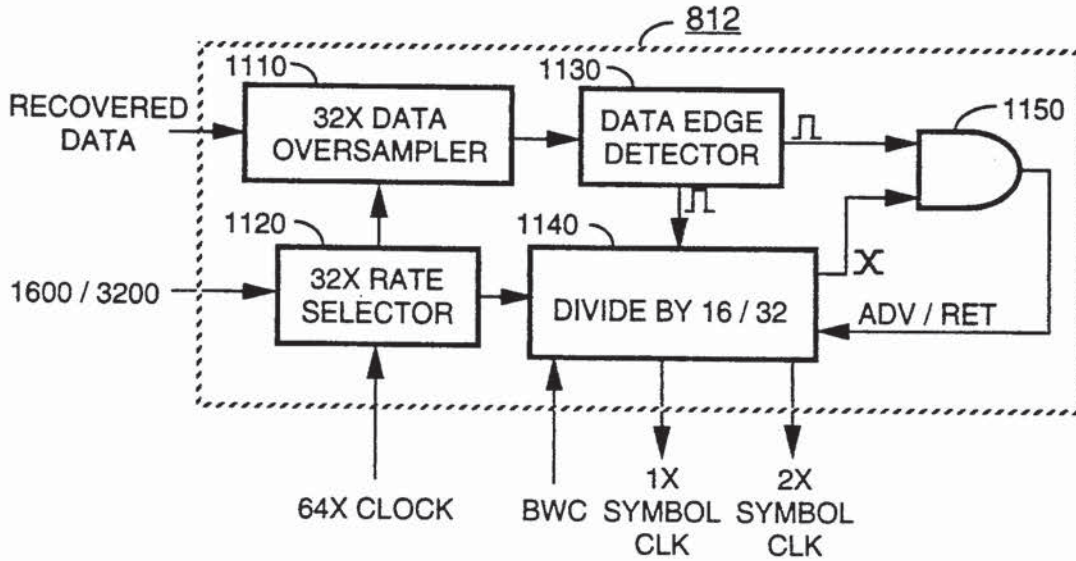 812
1110
1130
1150
RECOVERED
DATA
32X DATA
OVERSAMPLER
DATA EDGE
DETECTOR
1120
1140
1600 / 3200
32X RATE
SELECTOR
DIVIDE BY 16 / 32
ADV / RET
64X CLOCK
BWC
1X
SYMBOL
CLK
2X
SYMBOL
CLK